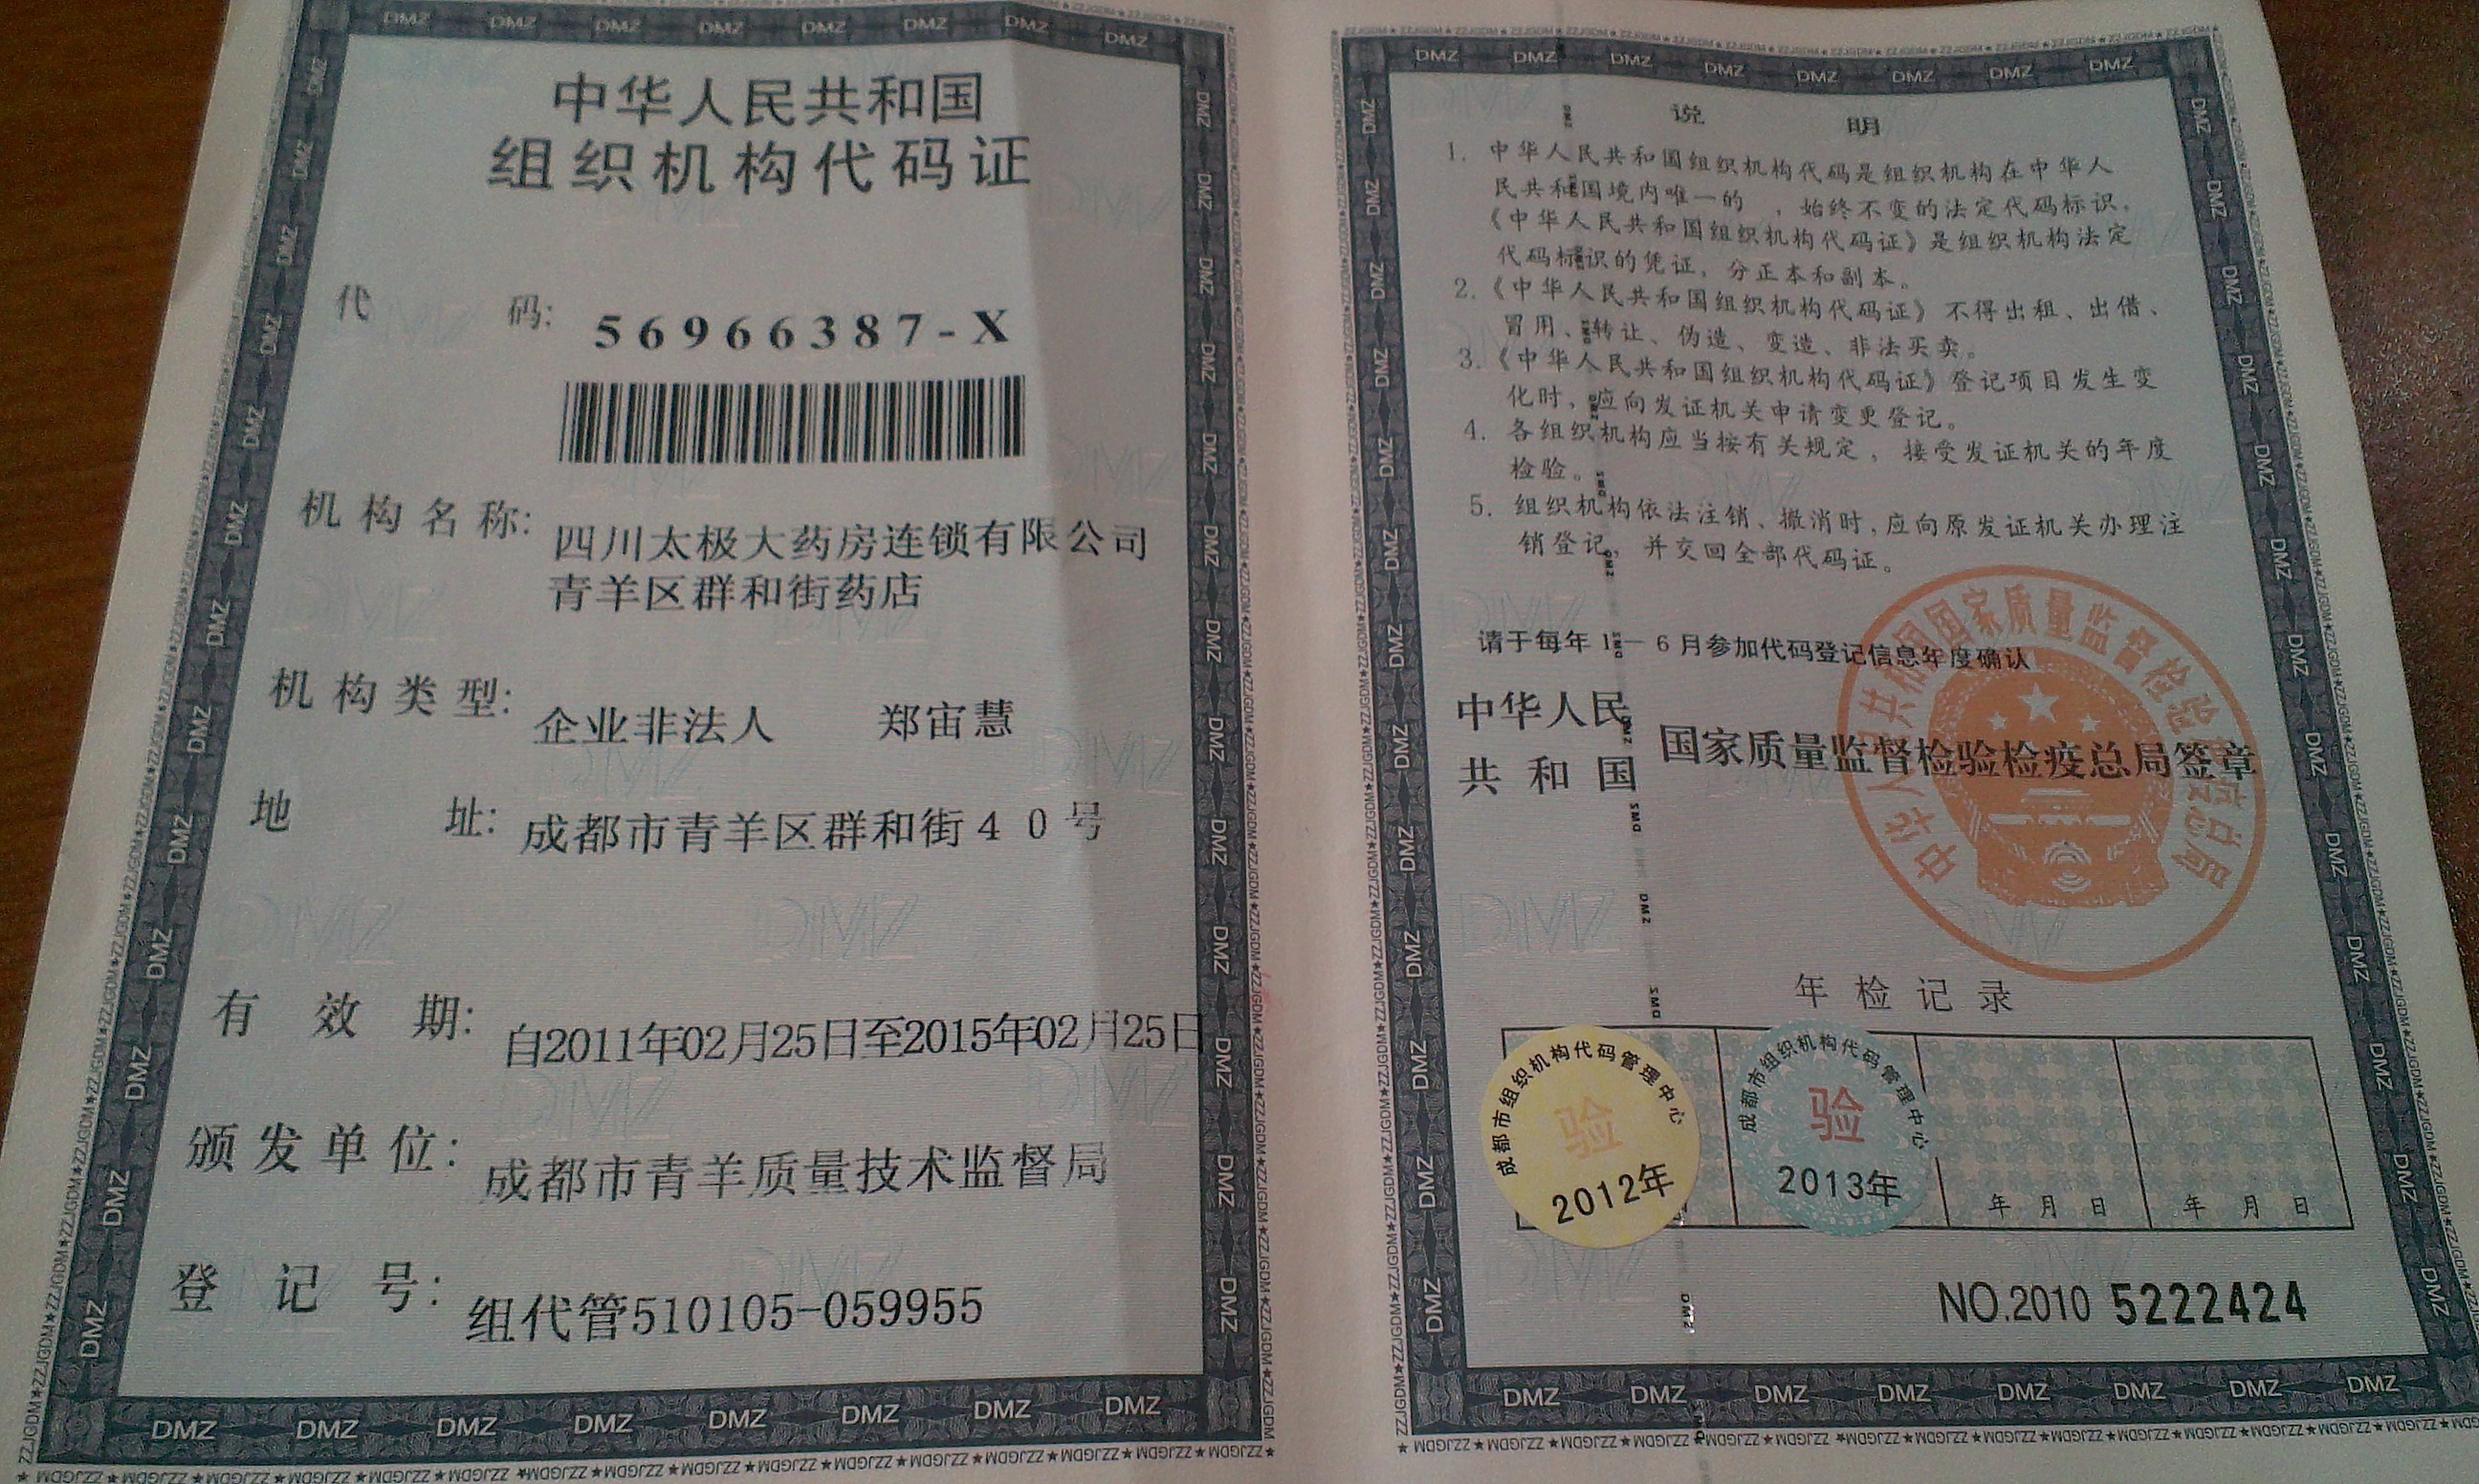 中华人民共和国
组织机构代码证
代 码: 56966387-X
机构名称: 四川太极大药房连锁有限公司
青羊区群和街药店
机构类型: 企业非法人 郑宙慧
地 址: 成都市青羊区群和街40号
有 效 期: 自2011年02月25日至2015年02月25日
颁发单位: 成都市青羊质量技术监督局
登 记 号: 组代管510105-059955
说 明
1. 中华人民共和国组织机构代码是组织机构在中华人
民共和国境内唯一的 , 始终不变的法定代码标识。
《中华人民共和国组织机构代码证》是组织机构法定
代码标识的凭证, 分正本和副本。
2.《中华人民共和国组织机构代码证》不得出租、出借、
冒用、转让、伪造、变造、非法买卖。
3.《中华人民共和国组织机构代码证》登记项目发生变
化时、应向发证机关申请变更登记。
4. 各组织机构应当按有关规定, 接受发证机关的年度
检验。
5. 组织机构依法注销、撤消时,应向原发证机关办理注
销登记, 并交回全部代码证。
请于每年1—6月参加代码登记信息年度确认
中华人民
共和国
国家质量监督检验检疫总局签章
中华人民共和国国家质量监督检验检疫总局
年检记录
成都市组织机构代码管理中心
验
2012年
成都市组织机构代码管理中心
验
2013年
年 月 日
年 月 日
NO.2010 5222424